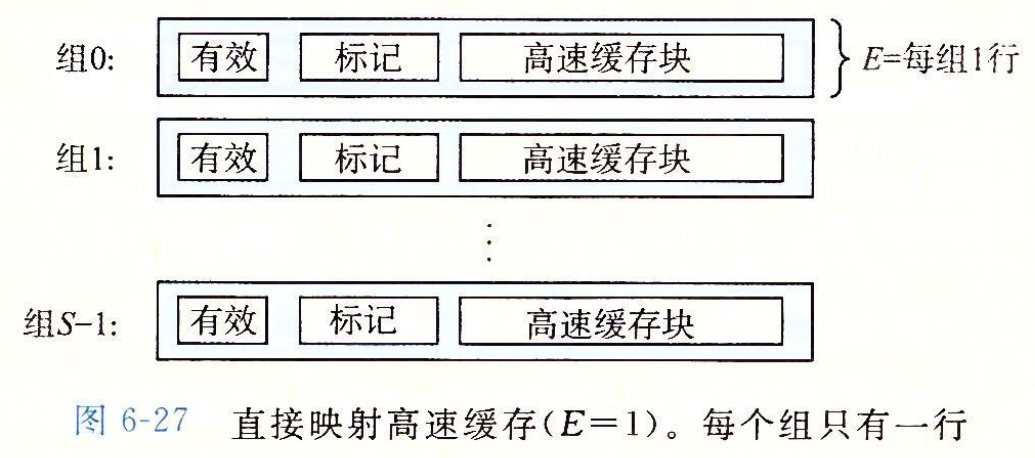 组0: 有效 标记 高速缓存块 E=每组1行
组1: 有效 标记 高速缓存块
⋮
组S-1: 有效 标记 高速缓存块
图 6-27 直接映射高速缓存(E=1)。每个组只有一行